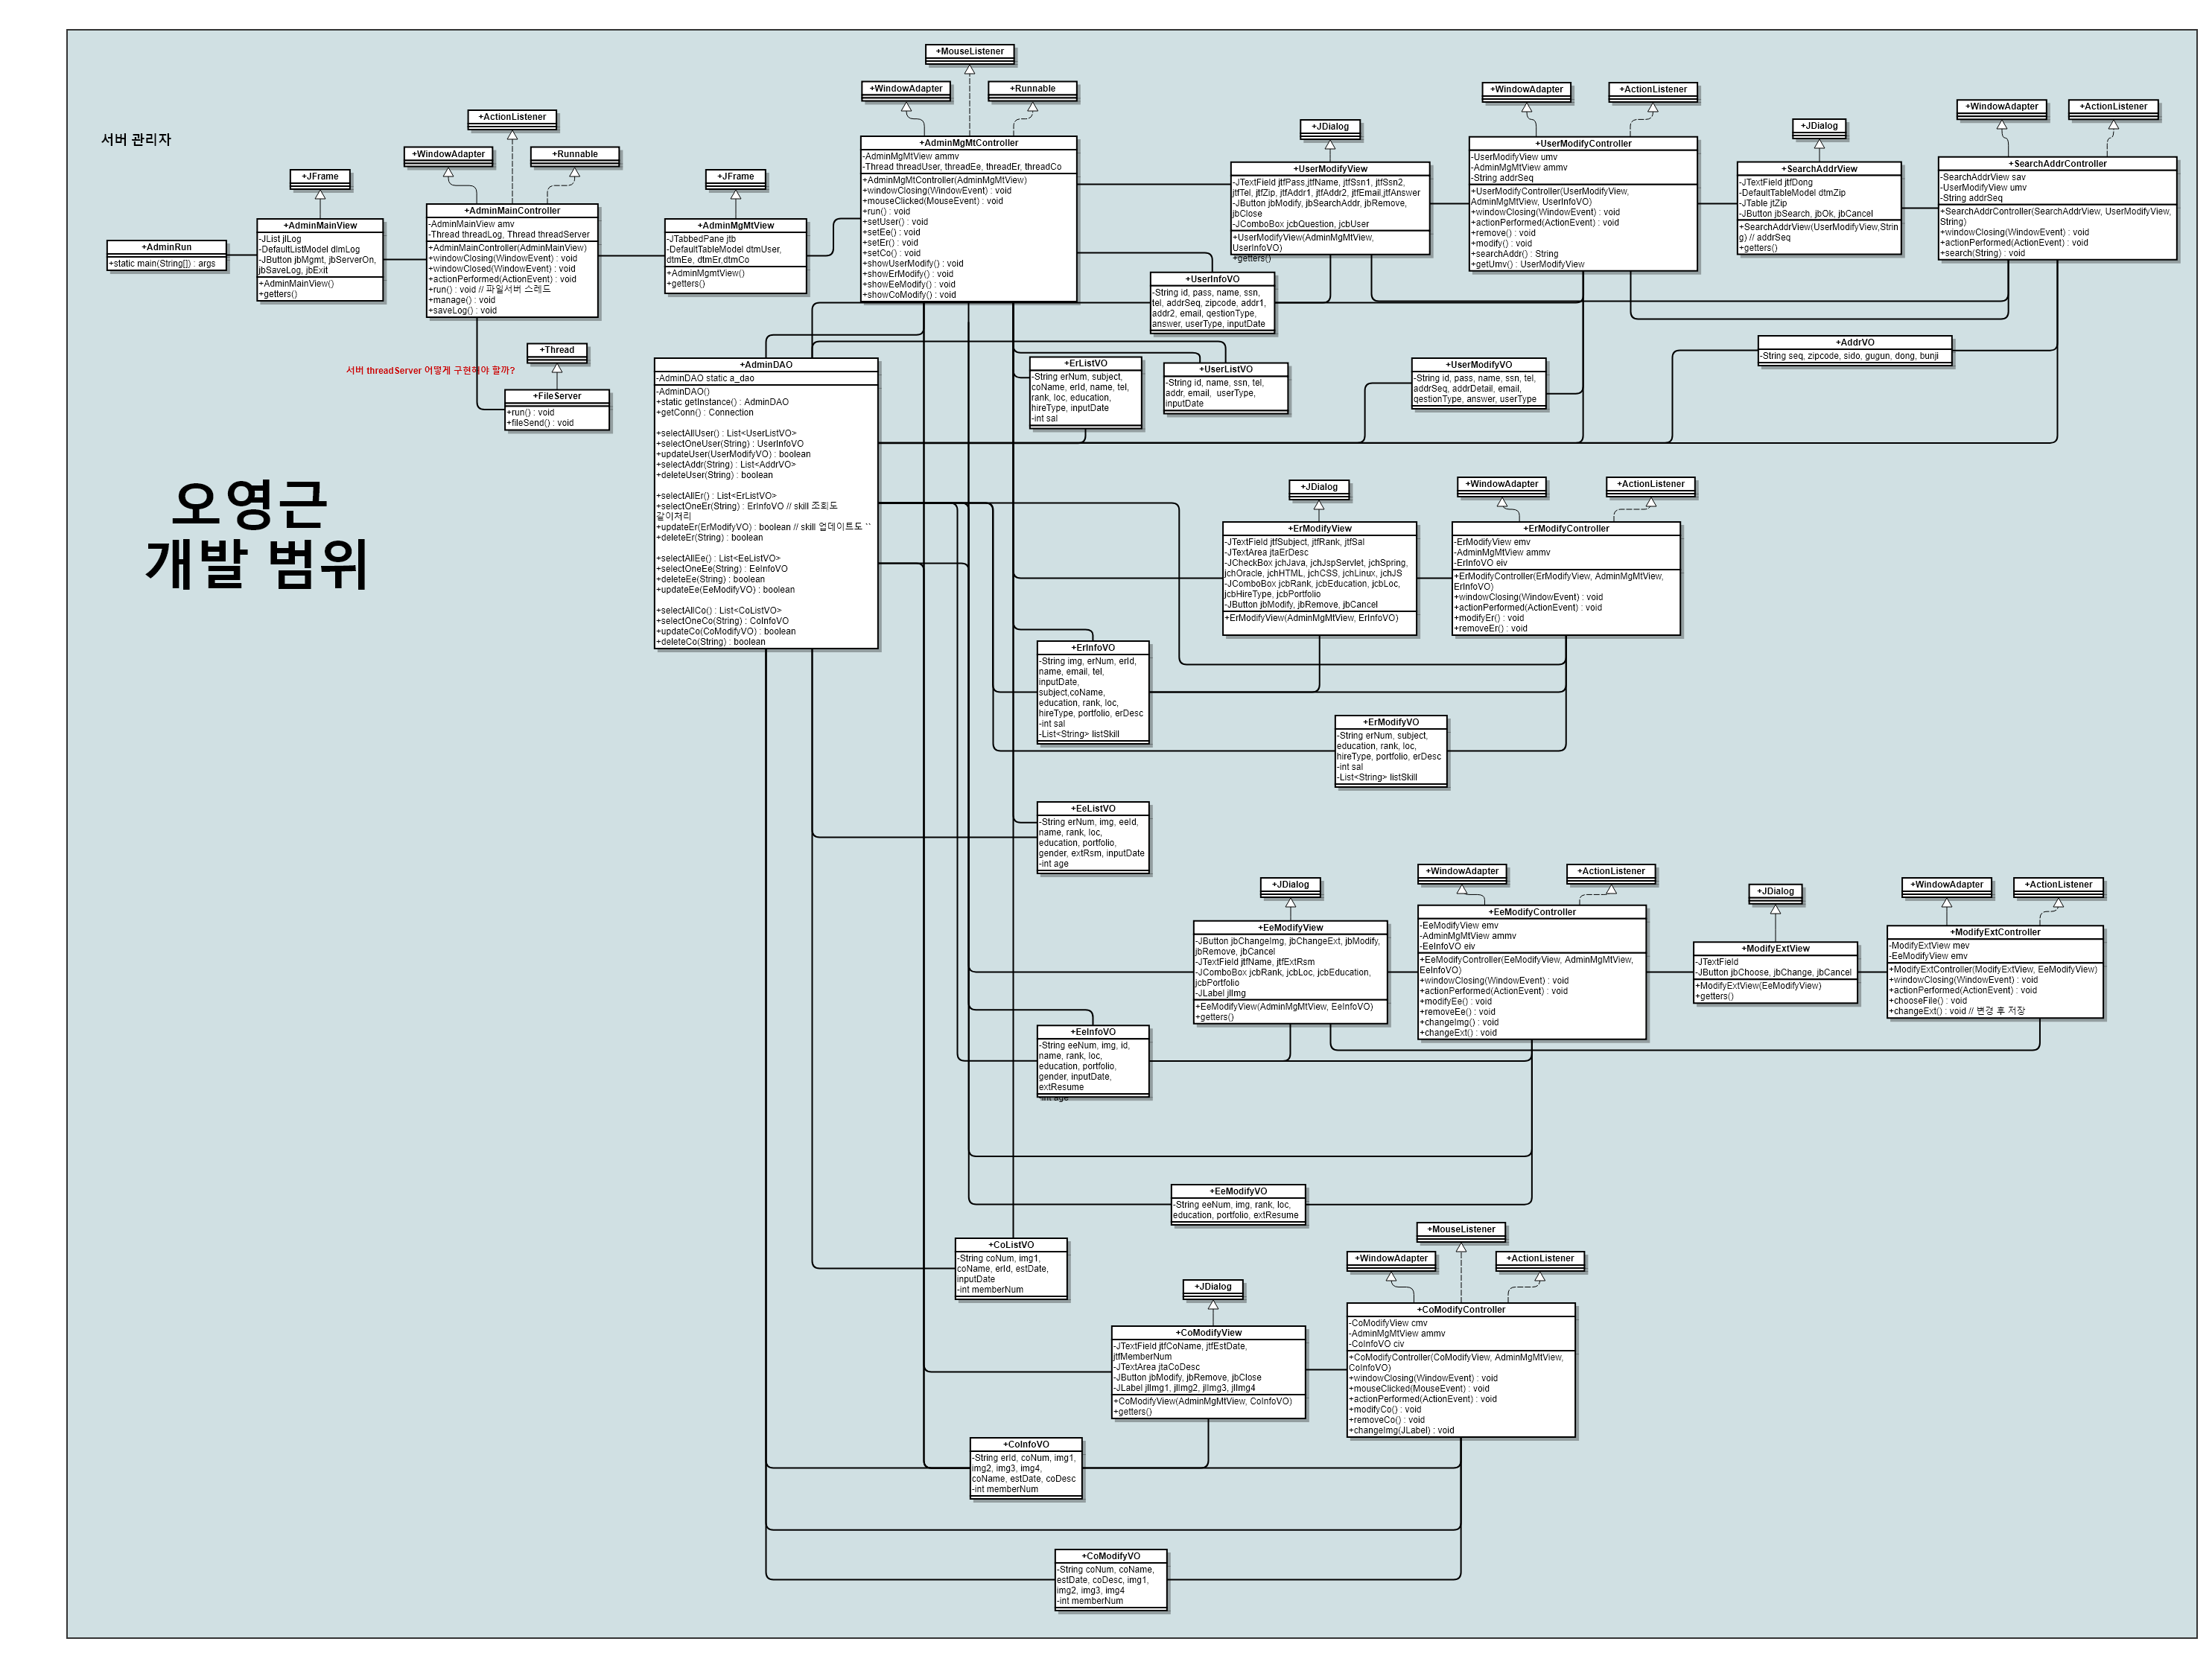 서버 관리자
오영근
개발 범위
+AdminRun
+static main(String[]) : args
+JFrame
+AdminMainView
-JList jlLog
-DefaultListModel dlmLog
-JButton jbMgmt, jbServerOn,
jbSaveLog, jbExit
+AdminMainView()
+getters()
+ActionListener
+WindowAdapter
+Runnable
+AdminMainController
-AdminMainView amv
-Thread threadLog, Thread threadServer
+AdminMainController(AdminMainView)
+windowClosing(WindowEvent) : void
+windowClosed(WindowEvent) : void
+actionPerformed(ActionEvent) : void
+run() : void // 파일서버 스레드
+manage() : void
+saveLog() : void
서버 threadServer 어떻게 구현해야 할까?
+Thread
+FileServer
+run() : void
+fileSend() : void
+JFrame
+AdminMgMtView
-JTabbedPane jtb
-DefaultTableModel dtmUser,
dtmEe, dtmEr,dtmCo
+AdminMgmtView()
+getters()
+MouseListener
+WindowAdapter
+Runnable
+AdminMgMtController
-AdminMgMtView ammv
-Thread threadUser, threadEe, threadEr, threadCo
+AdminMgMtController(AdminMgMtView)
+windowClosing(WindowEvent) : void
+mouseClicked(MouseEvent) : void
+run() : void
+setUser() : void
+setEe() : void
+setEr() : void
+setCo() : void
+showUserModify() : void
+showErModify() : void
+showEeModify() : void
+showCoModify() : void
+JDialog
+UserModifyView
-JTextField jtfPass,jtfName, jtfSsn1, jtfSsn2,
jtfTel, jtfZip, jtfAddr1, jtfAddr2, jtfEmail,jtfAnswer
-JButton jbModify, jbSearchAddr, jbRemove,
jbClose
-JComboBox jcbQuestion, jcbUser
+UserModifyView(AdminMgMtView,
UserInfoVO)
+getters()
+WindowAdapter
+ActionListener
+UserModifyController
-UserModifyView umv
-AdminMgMtView ammv
-String addrSeq
+UserModifyController(UserModifyView,
AdminMgMtView, UserInfoVO)
+windowClosing(WindowEvent) : void
+actionPerformed(ActionEvent) : void
+remove() : void
+modify() : void
+searchAddr() : String
+getUmv() : UserModifyView
+JDialog
+SearchAddrView
-JTextField jtfDong
-DefaultTableModel dtmZip
-JTable jtZip
-JButton jbSearch, jbOk, jbCancel
+SearchAddrView(UserModifyView,Strin
g) // addrSeq
+getters()
+WindowAdapter
+ActionListener
+SearchAddrController
-SearchAddrView sav
-UserModifyView umv
-String addrSeq
+SearchAddrController(SearchAddrView, UserModifyView,
String)
+windowClosing(WindowEvent) : void
+actionPerformed(ActionEvent) : void
+search(String) : void
+UserInfoVO
-String id, pass, name, ssn,
tel, addrSeq, zipcode, addr1,
addr2, email, qestionType,
answer, userType, inputDate
+AddrVO
-String seq, zipcode, sido, gugun, dong, bunji
+AdminDAO
-AdminDAO static a_dao
-AdminDAO()
+static getInstance() : AdminDAO
+getConn() : Connection
+selectAllUser() : List<UserListVO>
+selectOneUser(String) : UserInfoVO
+updateUser(UserModifyVO) : boolean
+selectAddr(String) : List<AddrVO>
+deleteUser(String) : boolean
+selectAllEr() : List<ErListVO>
+selectOneEr(String) : ErInfoVO // skill 조회도
같이처리
+updateEr(ErModifyVO) : boolean // skill 업데이트도 ``
+deleteEr(String) : boolean
+selectAllEe() : List<EeListVO>
+selectOneEe(String) : EeInfoVO
+deleteEe(String) : boolean
+updateEe(EeModifyVO) : boolean
+selectAllCo() : List<CoListVO>
+selectOneCo(String) : CoInfoVO
+updateCo(CoModifyVO) : boolean
+deleteCo(String) : boolean
+ErListVO
-String erNum, subject,
coName, erId, name, tel,
rank, loc, education,
hireType, inputDate
-int sal
+UserListVO
-String id, name, ssn, tel,
addr, email,  userType,
inputDate
+UserModifyVO
-String id, pass, name, ssn, tel,
addrSeq, addrDetail, email,
qestionType, answer, userType
+JDialog
+ErModifyView
-JTextField jtfSubject, jtfRank, jtfSal
-JTextArea jtaErDesc
-JCheckBox jchJava, jchJspServlet, jchSpring,
jchOracle, jchHTML, jchCSS, jchLinux, jchJS
-JComboBox jcbRank, jcbEducation, jcbLoc,
jcbHireType, jcbPortfolio
-JButton jbModify, jbRemove, jbCancel
+ErModifyView(AdminMgMtView, ErInfoVO)
+WindowAdapter
+ActionListener
+ErModifyController
-ErModifyView emv
-AdminMgMtView ammv
-ErInfoVO eiv
+ErModifyController(ErModifyView, AdminMgMtView,
ErInfoVO)
+windowClosing(WindowEvent) : void
+actionPerformed(ActionEvent) : void
+modifyEr() : void
+removeEr() : void
+ErInfoVO
-String img, erNum, erId,
name, email, tel,
inputDate,
subject,coName,
education, rank, loc,
hireType, portfolio, erDesc
-int sal
-List<String> listSkill
+ErModifyVO
-String erNum, subject,
education, rank, loc,
hireType, portfolio, erDesc
-int sal
-List<String> listSkill
+EeListVO
-String erNum, img, eeId,
name, rank, loc,
education, portfolio,
gender, extRsm, inputDate
-int age
+JDialog
+EeModifyView
-JButton jbChangeImg, jbChangeExt, jbModify,
jbRemove, jbCancel
-JTextField jtfName, jtfExtRsm
-JComboBox jcbRank, jcbLoc, jcbEducation,
jcbPortfolio
-JLabel jlImg
+EeModifyView(AdminMgMtView, EeInfoVO)
+getters()
+WindowAdapter
+ActionListener
+EeModifyController
-EeModifyView emv
-AdminMgMtView ammv
-EeInfoVO eiv
+EeModifyController(EeModifyView, AdminMgMtView,
EeInfoVO)
+windowClosing(WindowEvent) : void
+actionPerformed(ActionEvent) : void
+modifyEe() : void
+removeEe() : void
+changeImg() : void
+changeExt() : void
+JDialog
+ModifyExtView
-JTextField
-JButton jbChoose, jbChange, jbCancel
+ModifyExtView(EeModifyView)
+getters()
+WindowAdapter
+ActionListener
+ModifyExtController
-ModifyExtView mev
-EeModifyView emv
+ModifyExtController(ModifyExtView, EeModifyView)
+windowClosing(WindowEvent) : void
+actionPerformed(ActionEvent) : void
+chooseFile() : void
+changeExt() : void // 변경 후 저장
+EeInfoVO
-String eeNum, img, id,
name, rank, loc,
education, portfolio,
gender, inputDate,
extResume
-int age
+EeModifyVO
-String eeNum, img, rank, loc,
education, portfolio, extResume
+CoListVO
-String coNum, img1,
coName, erId, estDate,
inputDate
-int memberNum
+JDialog
+CoModifyView
-JTextField jtfCoName, jtfEstDate,
jtfMemberNum
-JTextArea jtaCoDesc
-JButton jbModify, jbRemove, jbClose
-JLabel jlImg1, jlImg2, jlImg3, jlImg4
+CoModifyView(AdminMgMtView, CoInfoVO)
+getters()
+MouseListener
+WindowAdapter
+ActionListener
+CoModifyController
-CoModifyView cmv
-AdminMgMtView ammv
-CoInfoVO civ
+CoModifyController(CoModifyView, AdminMgMtView,
CoInfoVO)
+windowClosing(WindowEvent) : void
+mouseClicked(MouseEvent) : void
+actionPerformed(ActionEvent) : void
+modifyCo() : void
+removeCo() : void
+changeImg(JLabel) : void
+CoInfoVO
-String erId, coNum, img1,
img2, img3, img4,
coName, estDate, coDesc
-int memberNum
+CoModifyVO
-String coNum, coName,
estDate, coDesc, img1,
img2, img3, img4
-int memberNum